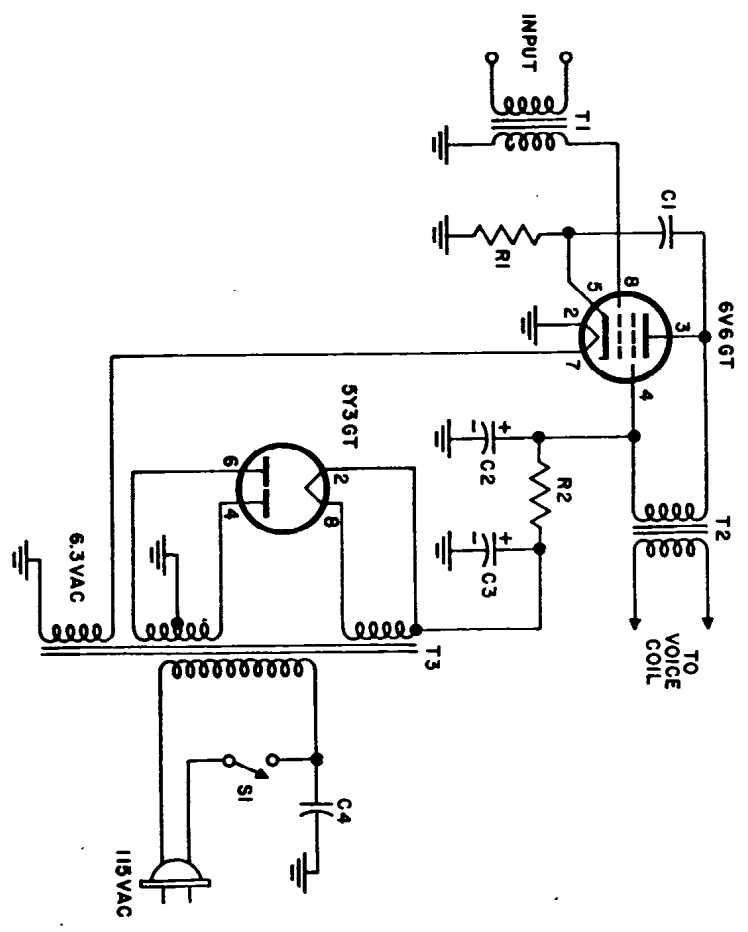 INPUT
T1
C1
R1
6V6GT
8
5
2
7
3
4
T2
TO
VOICE
COIL
R2
+
-
C2
+
-
C3
5Y3GT
6
4
2
8
6.3VAC
T3
S1
C4
115VAC